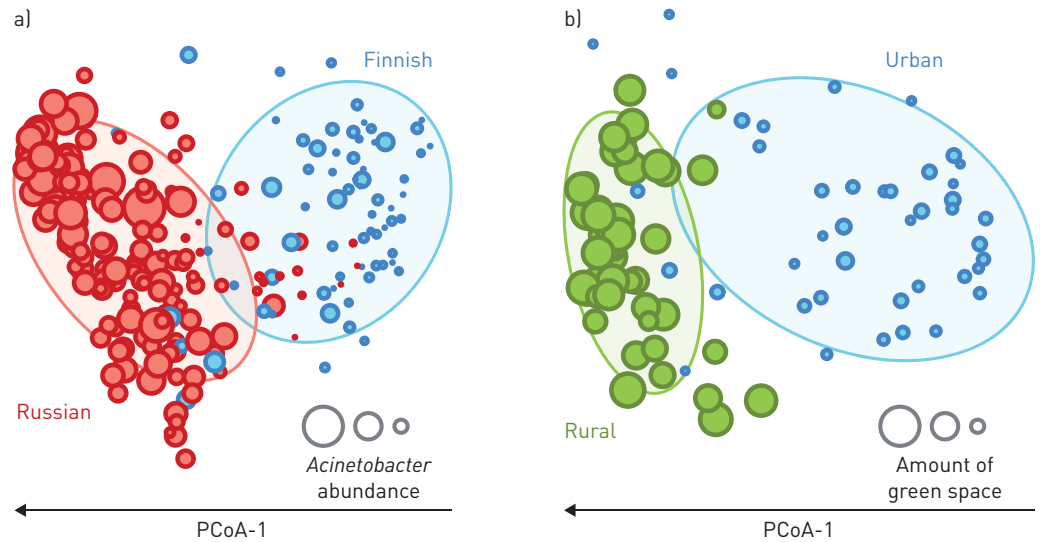 a)
Finnish
Russian
Acinetobacter
abundance
PCoA-1
b)
Urban
Rural
Amount of
green space
PCoA-1